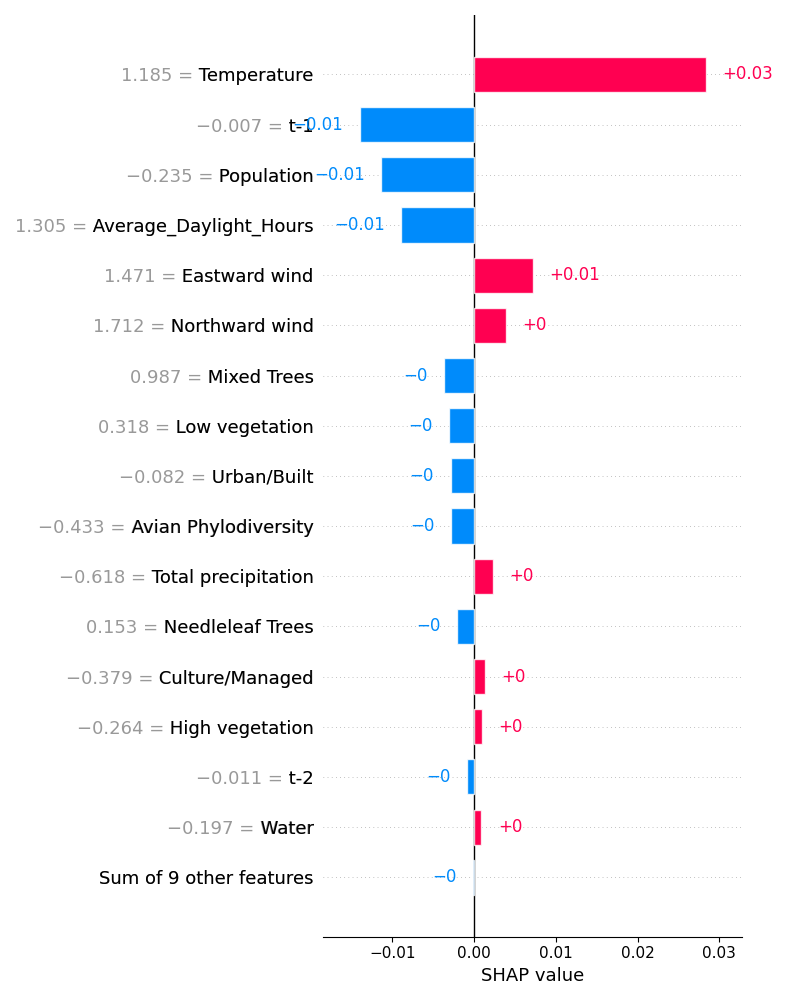 1.185 = Temperature +0.03
−0.007 = t-1 −0.01
−0.235 = Population −0.01
1.305 = Average_Daylight_Hours −0.01
1.471 = Eastward wind +0.01
1.712 = Northward wind +0
0.987 = Mixed Trees −0
0.318 = Low vegetation −0
−0.082 = Urban/Built −0
−0.433 = Avian Phylodiversity −0
−0.618 = Total precipitation +0
0.153 = Needleleaf Trees −0
−0.379 = Culture/Managed +0
−0.264 = High vegetation +0
−0.011 = t-2 −0
−0.197 = Water +0
Sum of 9 other features −0
−0.01 0.00 0.01 0.02 0.03
SHAP value